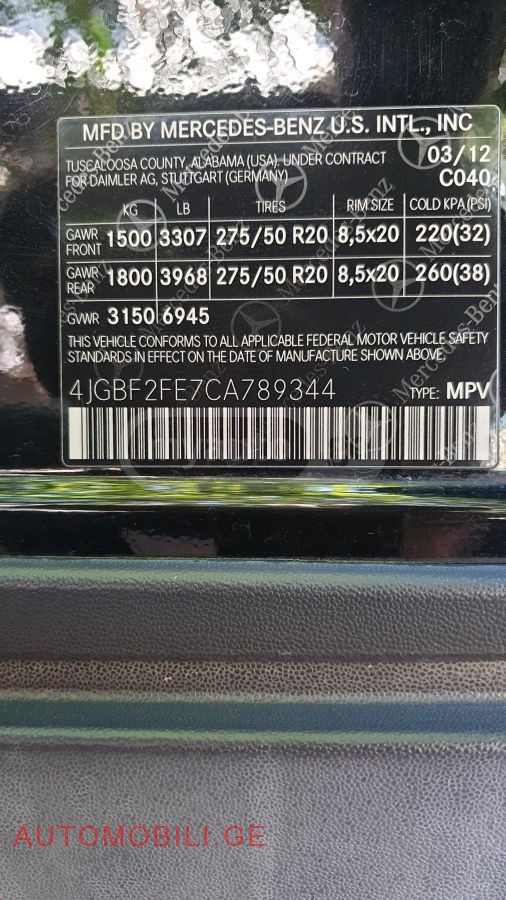 MFD BY MERCEDES-BENZ U.S. INTL., INC
TUSCALOOSA COUNTY, ALABAMA (USA), UNDER CONTRACT 03/12
FOR DAIMLER AG, STUTTGART (GERMANY) C040
KG LB TIRES RIM SIZE COLD KPA (PSI)
GAWR FRONT 1500 3307 275/50 R20 8,5x20 220(32)
GAWR REAR 1800 3968 275/50 R20 8,5x20 260(38)
GVWR 3150 6945
THIS VEHICLE CONFORMS TO ALL APPLICABLE FEDERAL MOTOR VEHICLE SAFETY
STANDARDS IN EFFECT ON THE DATE OF MANUFACTURE SHOWN ABOVE.
4JGBF2FE7CA789344 TYPE: MPV
AUTOMOBILI.GE